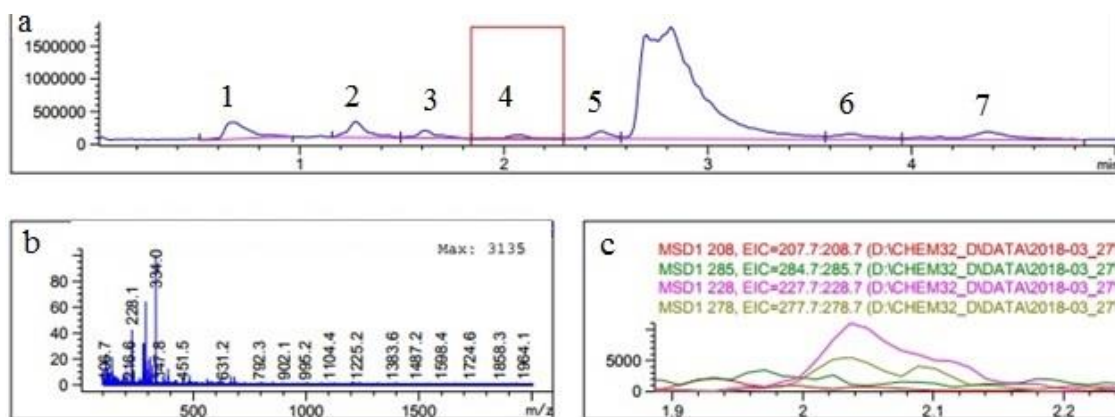 a
1500000
1000000
500000
0
1 2 3 4 5 6 7
1 2 3 4 min
b
Max: 3135
80
60
40
20
0
228.1
334.0
451.5
631.2
792.3
902.1
995.2
1104.4
1225.2
1383.6
1487.2
1598.4
1724.6
1858.3
1964.1
500 1000 1500 m/z
c
MSD1 208, EIC=207.7:208.7 (D:\CHEM32_D\DATA\2018-03_27
MSD1 285, EIC=284.7:285.7 (D:\CHEM32_D\DATA\2018-03_27
MSD1 228, EIC=227.7:228.7 (D:\CHEM32_D\DATA\2018-03_27
MSD1 278, EIC=277.7:278.7 (D:\CHEM32_D\DATA\2018-03_27
5000
0
1.9 2 2.1 2.2